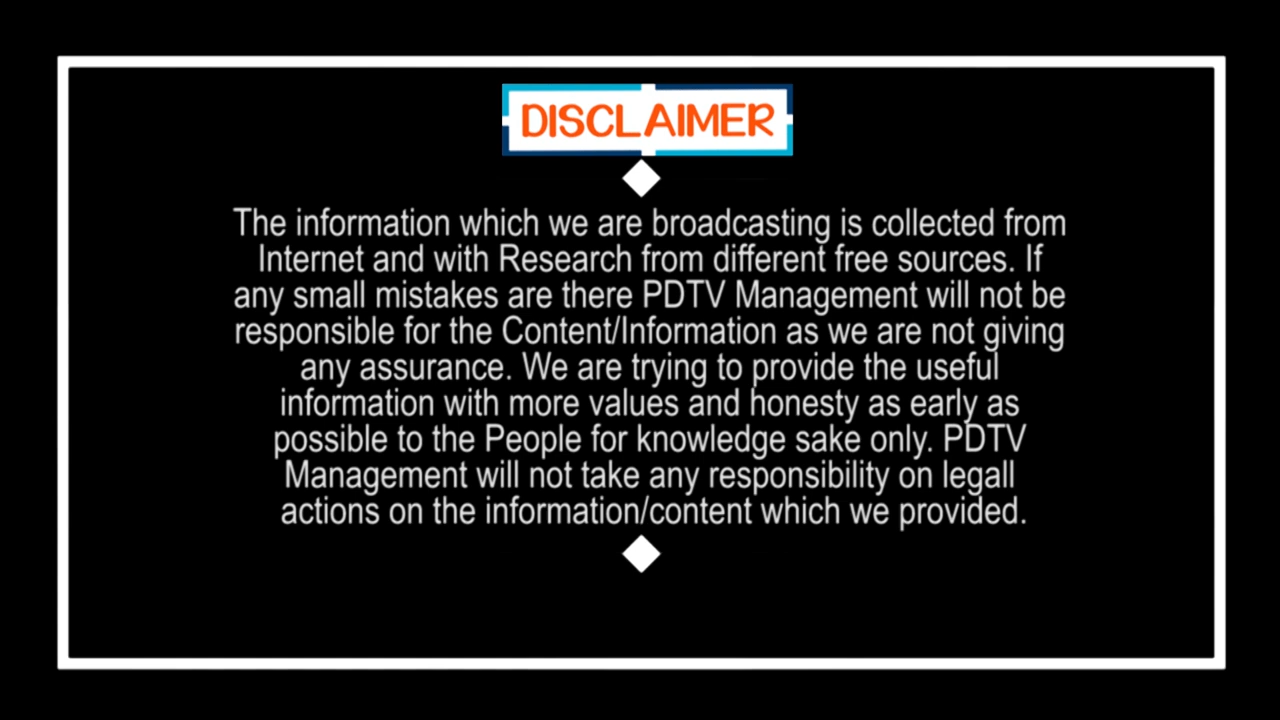 DISCLAIMER
The information which we are broadcasting is collected from
Internet and with Research from different free sources. If
any small mistakes are there PDTV Management will not be
responsible for the Content/Information as we are not giving
any assurance. We are trying to provide the useful
information with more values and honesty as early as
possible to the People for knowledge sake only. PDTV
Management will not take any responsibility on legall
actions on the information/content which we provided.